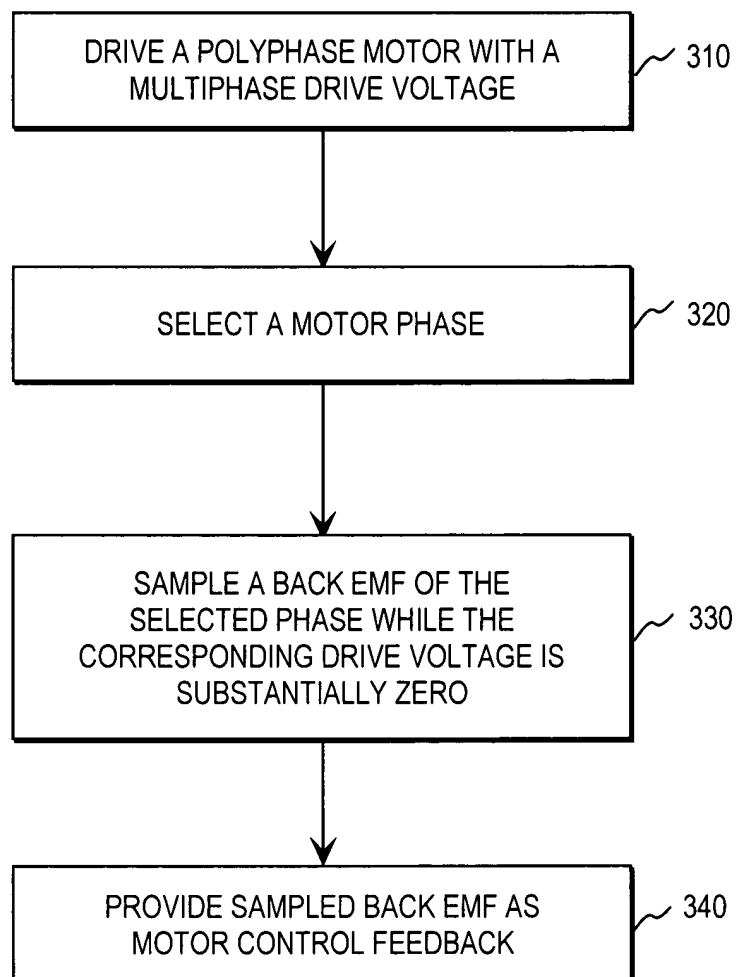 DRIVE A POLYPHASE MOTOR WITH A
MULTIPHASE DRIVE VOLTAGE
310
SELECT A MOTOR PHASE
320
SAMPLE A BACK EMF OF THE
SELECTED PHASE WHILE THE
CORRESPONDING DRIVE VOLTAGE IS
SUBSTANTIALLY ZERO
330
PROVIDE SAMPLED BACK EMF AS
MOTOR CONTROL FEEDBACK
340